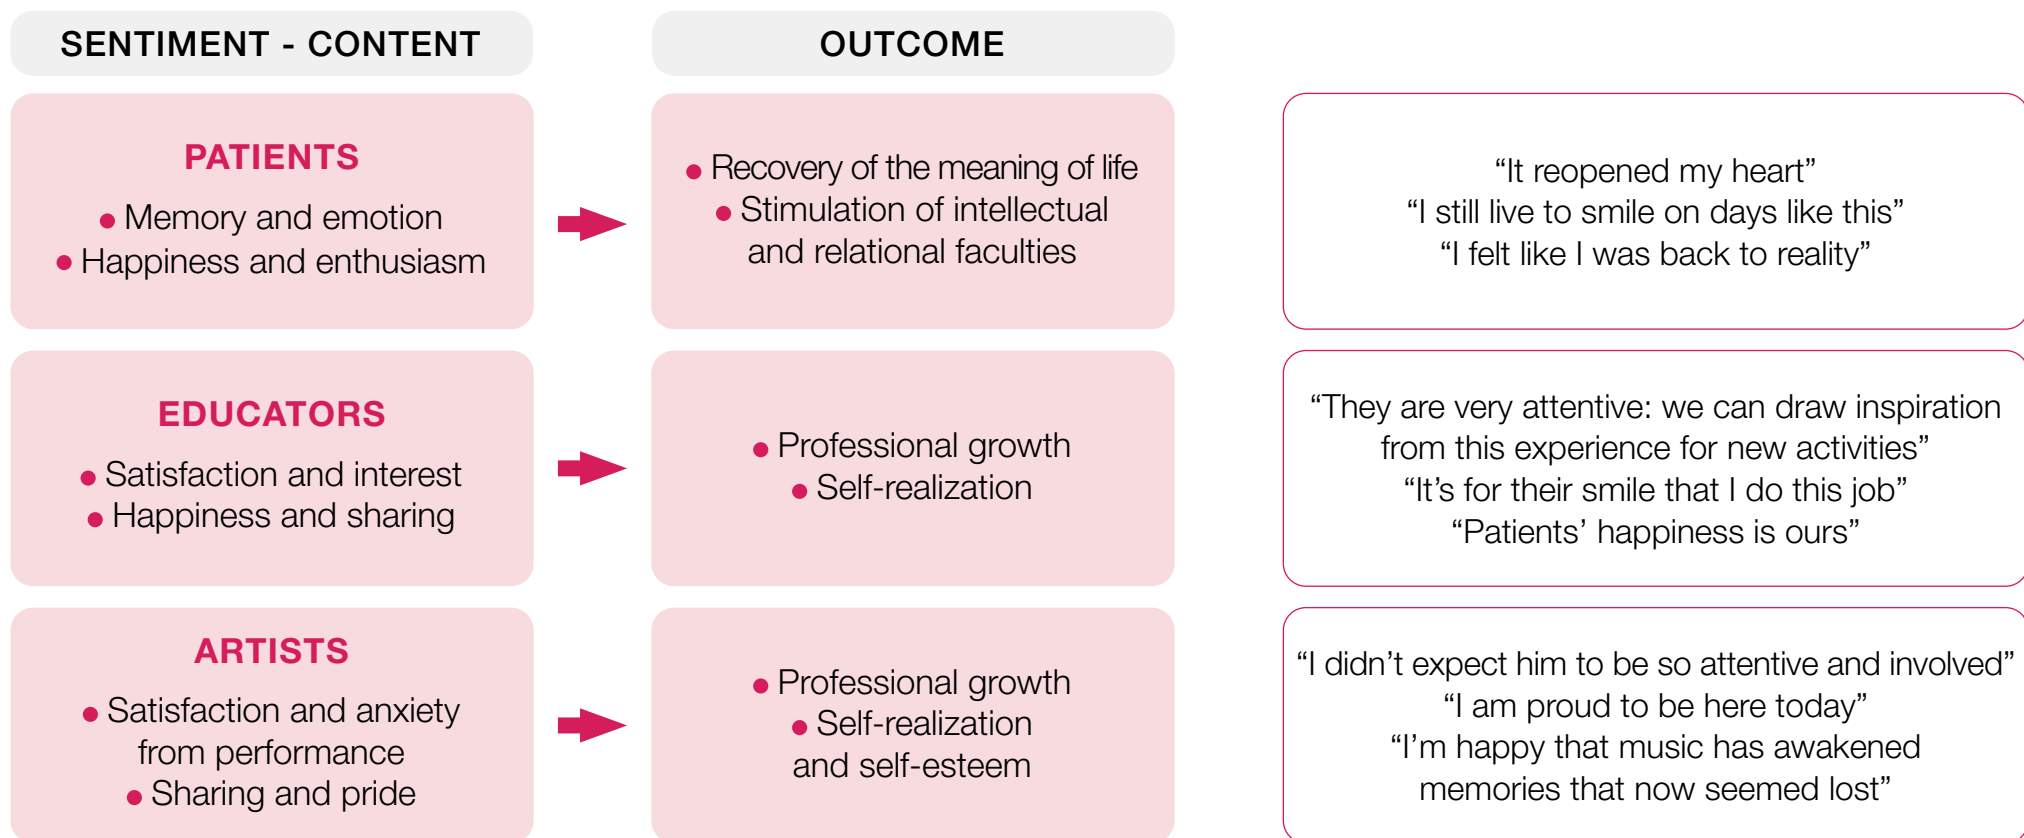 SENTIMENT - CONTENT
OUTCOME
PATIENTS
● Memory and emotion
● Happiness and enthusiasm
● Recovery of the meaning of life
● Stimulation of intellectual
and relational faculties
“It reopened my heart”
“I still live to smile on days like this”
“I felt like I was back to reality”
EDUCATORS
● Satisfaction and interest
● Happiness and sharing
● Professional growth
● Self-realization
“They are very attentive: we can draw inspiration
from this experience for new activities”
“It’s for their smile that I do this job”
“Patients’ happiness is ours”
ARTISTS
● Satisfaction and anxiety
from performance
● Sharing and pride
● Professional growth
● Self-realization
and self-esteem
“I didn’t expect him to be so attentive and involved”
“I am proud to be here today”
“I’m happy that music has awakened
memories that now seemed lost”